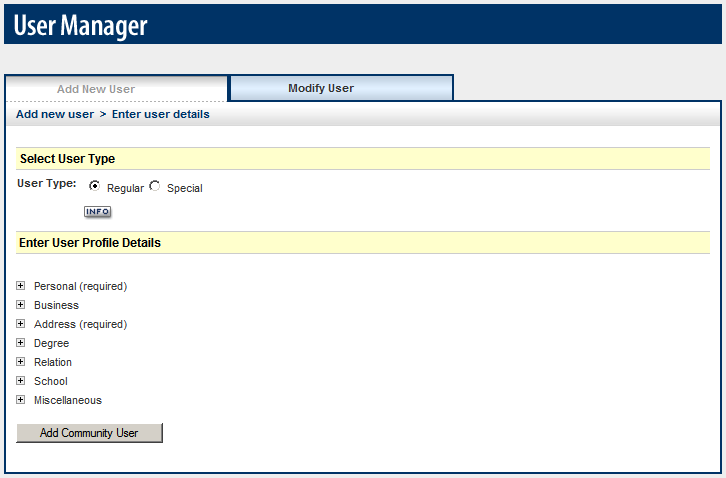 User Manager
Add New User Modify User
Add new user > Enter user details
Select User Type
User Type: Regular Special
INFO
Enter User Profile Details
Personal (required)
Business
Address (required)
Degree
Relation
School
Miscellaneous
Add Community User